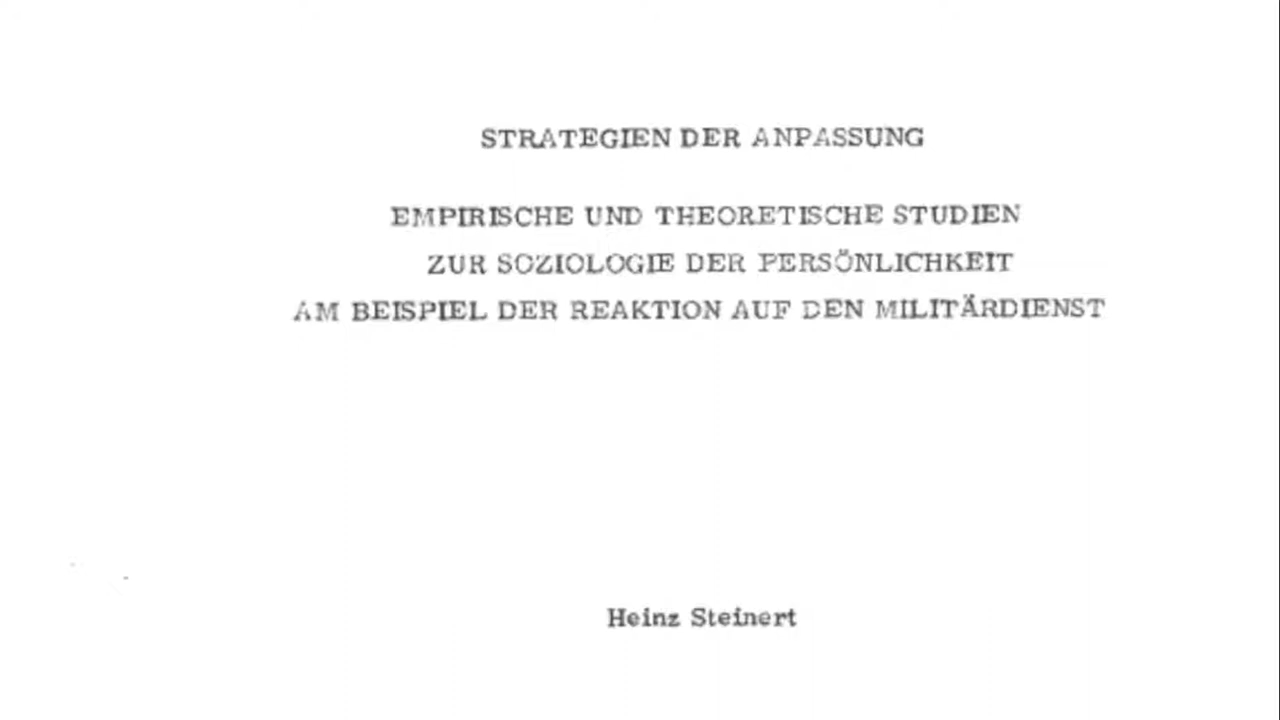 STRATEGIEN DER ANPASSUNG
EMPIRISCHE UND THEORETISCHE STUDIEN
ZUR SOZIOLOGIE DER PERSÖNLICHKEIT
AM BEISPIEL DER REAKTION AUF DEN MILITÄRDIENST
Heinz Steinert